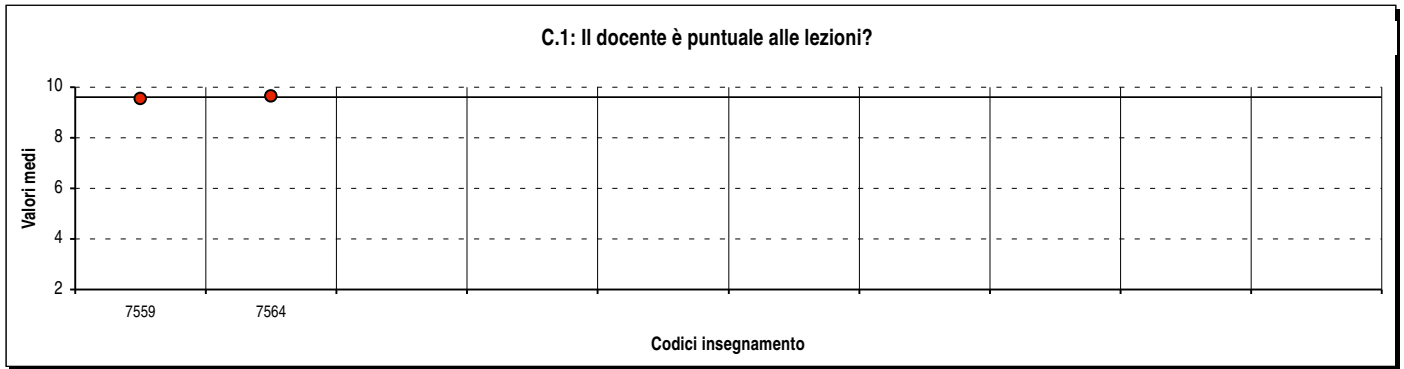 C.1: Il docente è puntuale alle lezioni?
10
8
6
4
2
Valori medi
7559 7564
Codici insegnamento